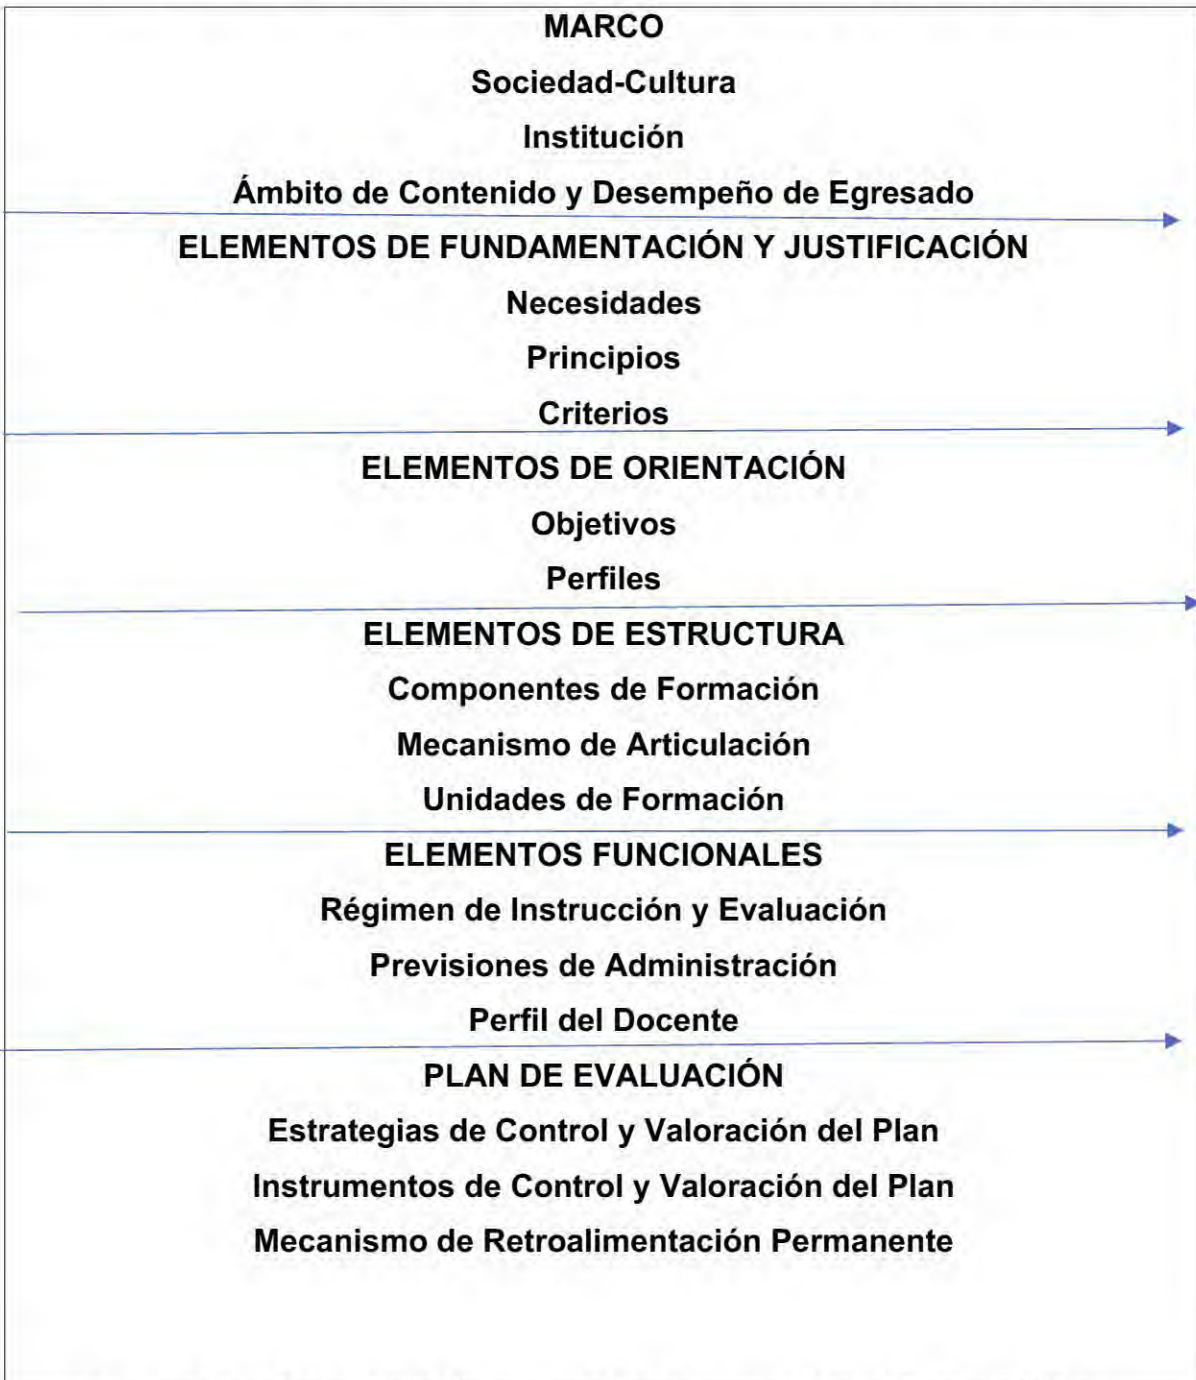 MARCO
Sociedad-Cultura
Institución
Ámbito de Contenido y Desempeño de Egresado
ELEMENTOS DE FUNDAMENTACIÓN Y JUSTIFICACIÓN
Necesidades
Principios
Criterios
ELEMENTOS DE ORIENTACIÓN
Objetivos
Perfiles
ELEMENTOS DE ESTRUCTURA
Componentes de Formación
Mecanismo de Articulación
Unidades de Formación
ELEMENTOS FUNCIONALES
Régimen de Instrucción y Evaluación
Previsiones de Administración
Perfil del Docente
PLAN DE EVALUACIÓN
Estrategias de Control y Valoración del Plan
Instrumentos de Control y Valoración del Plan
Mecanismo de Retroalimentación Permanente